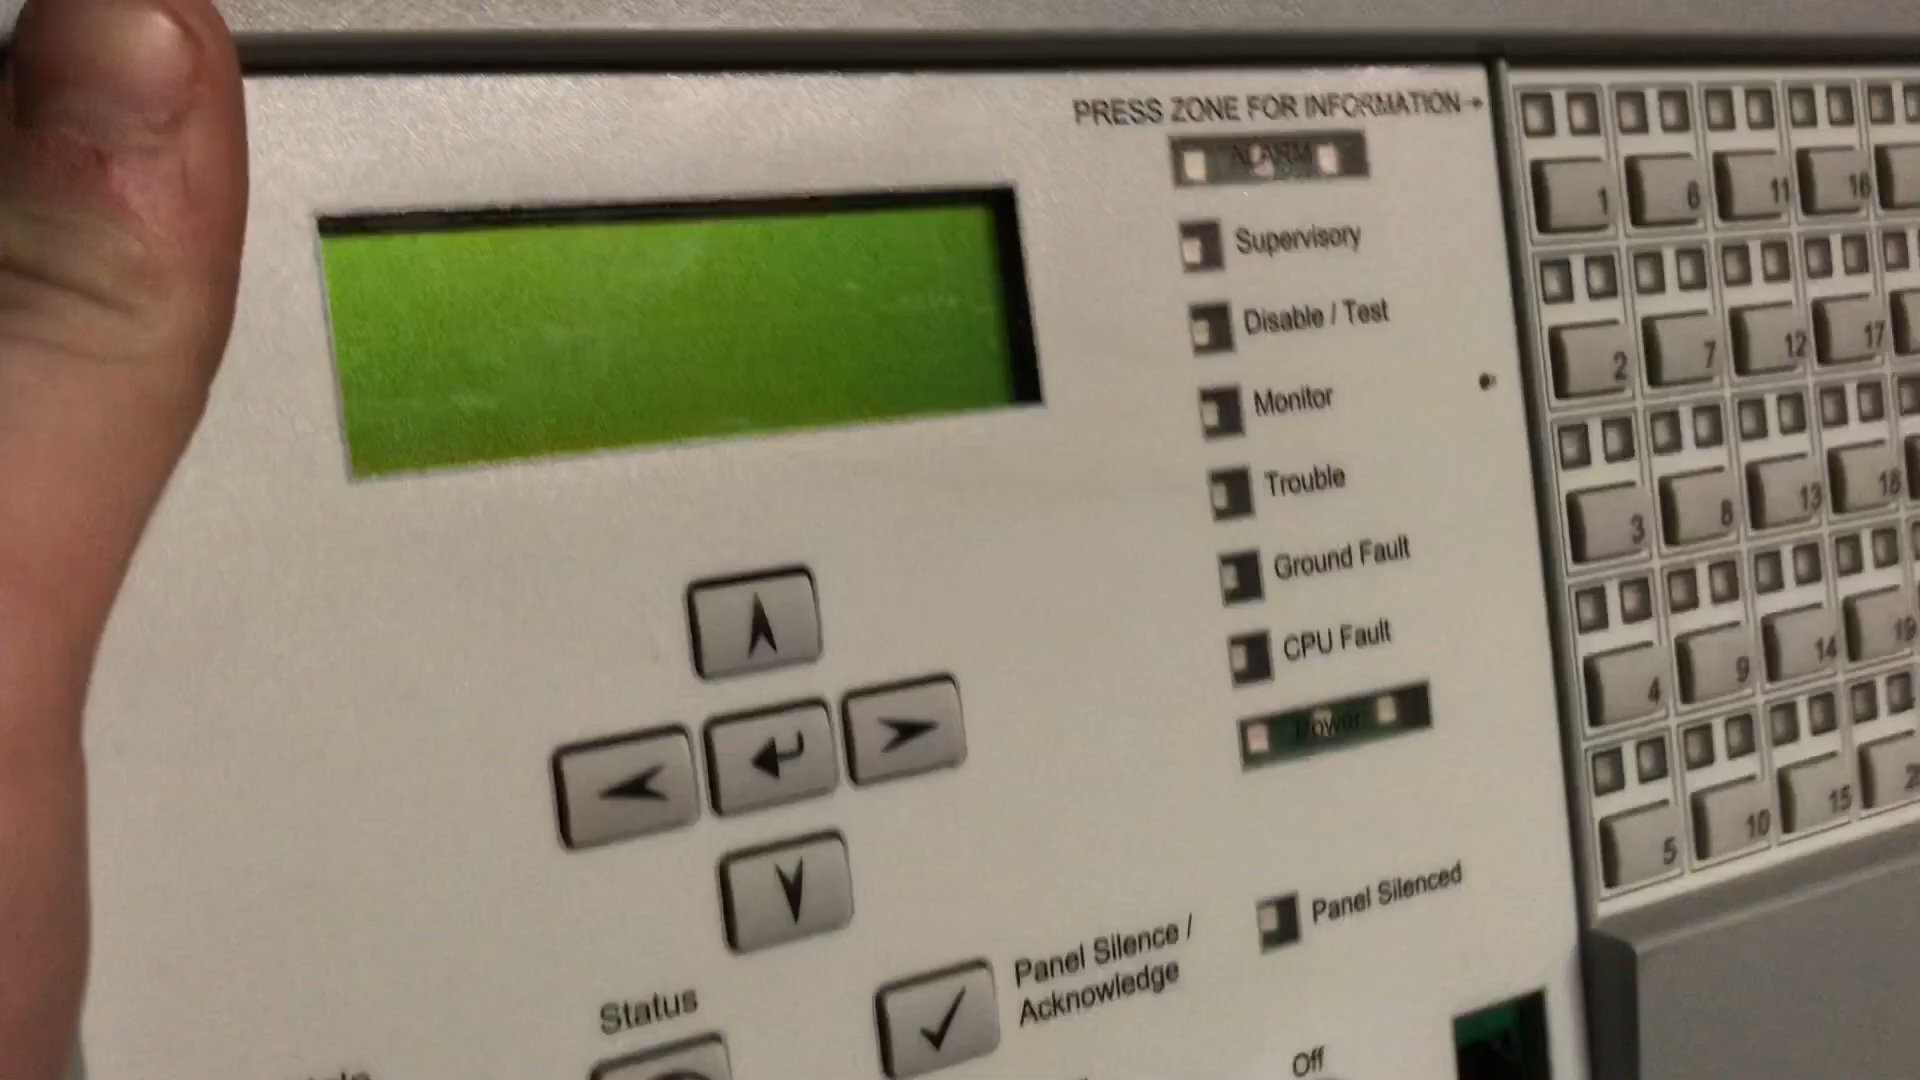 PRESS ZONE FOR INFORMATION→
ALARM
Supervisory
Disable / Test
Monitor
Trouble
Ground Fault
CPU Fault
Power
Panel Silenced
Panel Silence /
Acknowledge
Status
Off
1 6 11 16
2 7 12 17
3 8 13 18
4 9 14 19
5 10 15